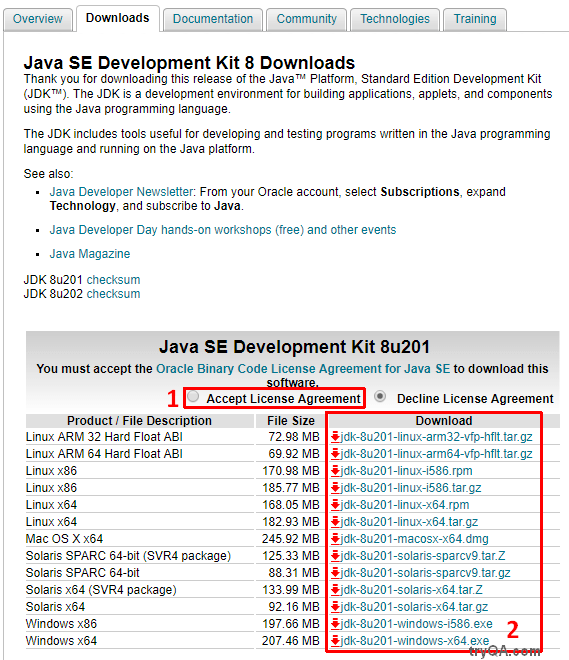 Overview Downloads Documentation Community Technologies Training
Java SE Development Kit 8 Downloads
Thank you for downloading this release of the Java™ Platform, Standard Edition Development Kit
(JDK™). The JDK is a development environment for building applications, applets, and components
using the Java programming language.
The JDK includes tools useful for developing and testing programs written in the Java programming
language and running on the Java platform.
See also:
Java Developer Newsletter: From your Oracle account, select Subscriptions, expand
Technology, and subscribe to Java.
Java Developer Day hands-on workshops (free) and other events
Java Magazine
JDK 8u201 checksum
JDK 8u202 checksum
Java SE Development Kit 8u201
You must accept the Oracle Binary Code License Agreement for Java SE to download this
software.
1 Accept License Agreement Decline License Agreement
Product / File Description File Size Download
Linux ARM 32 Hard Float ABI 72.98 MB jdk-8u201-linux-arm32-vfp-hflt.tar.gz
Linux ARM 64 Hard Float ABI 69.92 MB jdk-8u201-linux-arm64-vfp-hflt.tar.gz
Linux x86 170.98 MB jdk-8u201-linux-i586.rpm
Linux x86 185.77 MB jdk-8u201-linux-i586.tar.gz
Linux x64 168.05 MB jdk-8u201-linux-x64.rpm
Linux x64 182.93 MB jdk-8u201-linux-x64.tar.gz
Mac OS X x64 245.92 MB jdk-8u201-macosx-x64.dmg
Solaris SPARC 64-bit (SVR4 package) 125.33 MB jdk-8u201-solaris-sparcv9.tar.Z
Solaris SPARC 64-bit 88.31 MB jdk-8u201-solaris-sparcv9.tar.gz
Solaris x64 (SVR4 package) 133.99 MB jdk-8u201-solaris-x64.tar.Z
Solaris x64 92.16 MB jdk-8u201-solaris-x64.tar.gz
Windows x86 197.66 MB jdk-8u201-windows-i586.exe 2
Windows x64 207.46 MB jdk-8u201-windows-x64.exe
tryQA.com